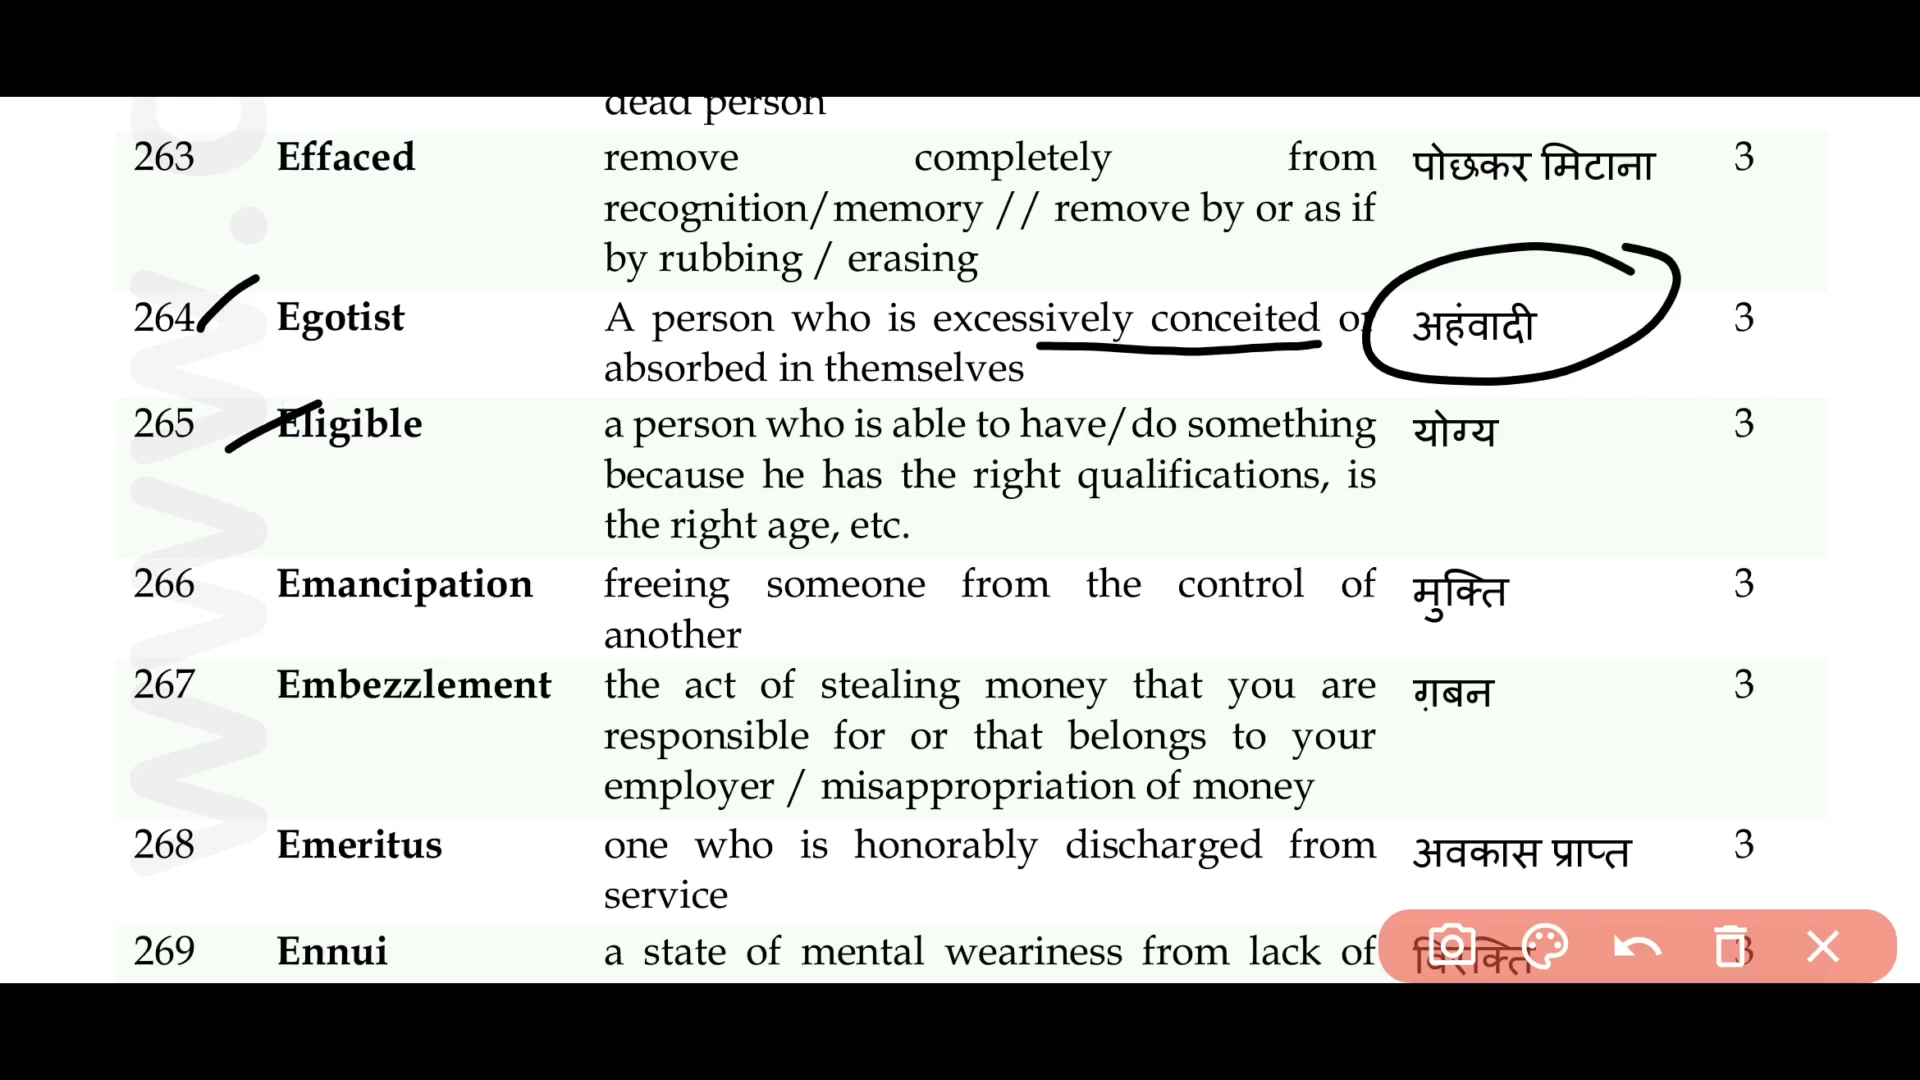 dead person
263 Effaced remove completely from पोछकर मिटाना 3
recognition/memory // remove by or as if
by rubbing / erasing
264 Egotist A person who is excessively conceited or अहंवादी 3
absorbed in themselves
265 Eligible a person who is able to have/do something योग्य 3
because he has the right qualifications, is
the right age, etc.
266 Emancipation freeing someone from the control of मुक्ति 3
another
267 Embezzlement the act of stealing money that you are ग़बन 3
responsible for or that belongs to your
employer / misappropriation of money
268 Emeritus one who is honorably discharged from अवकास प्राप्त 3
service
269 Ennui a state of mental weariness from lack of विरक्ति 3
www.c